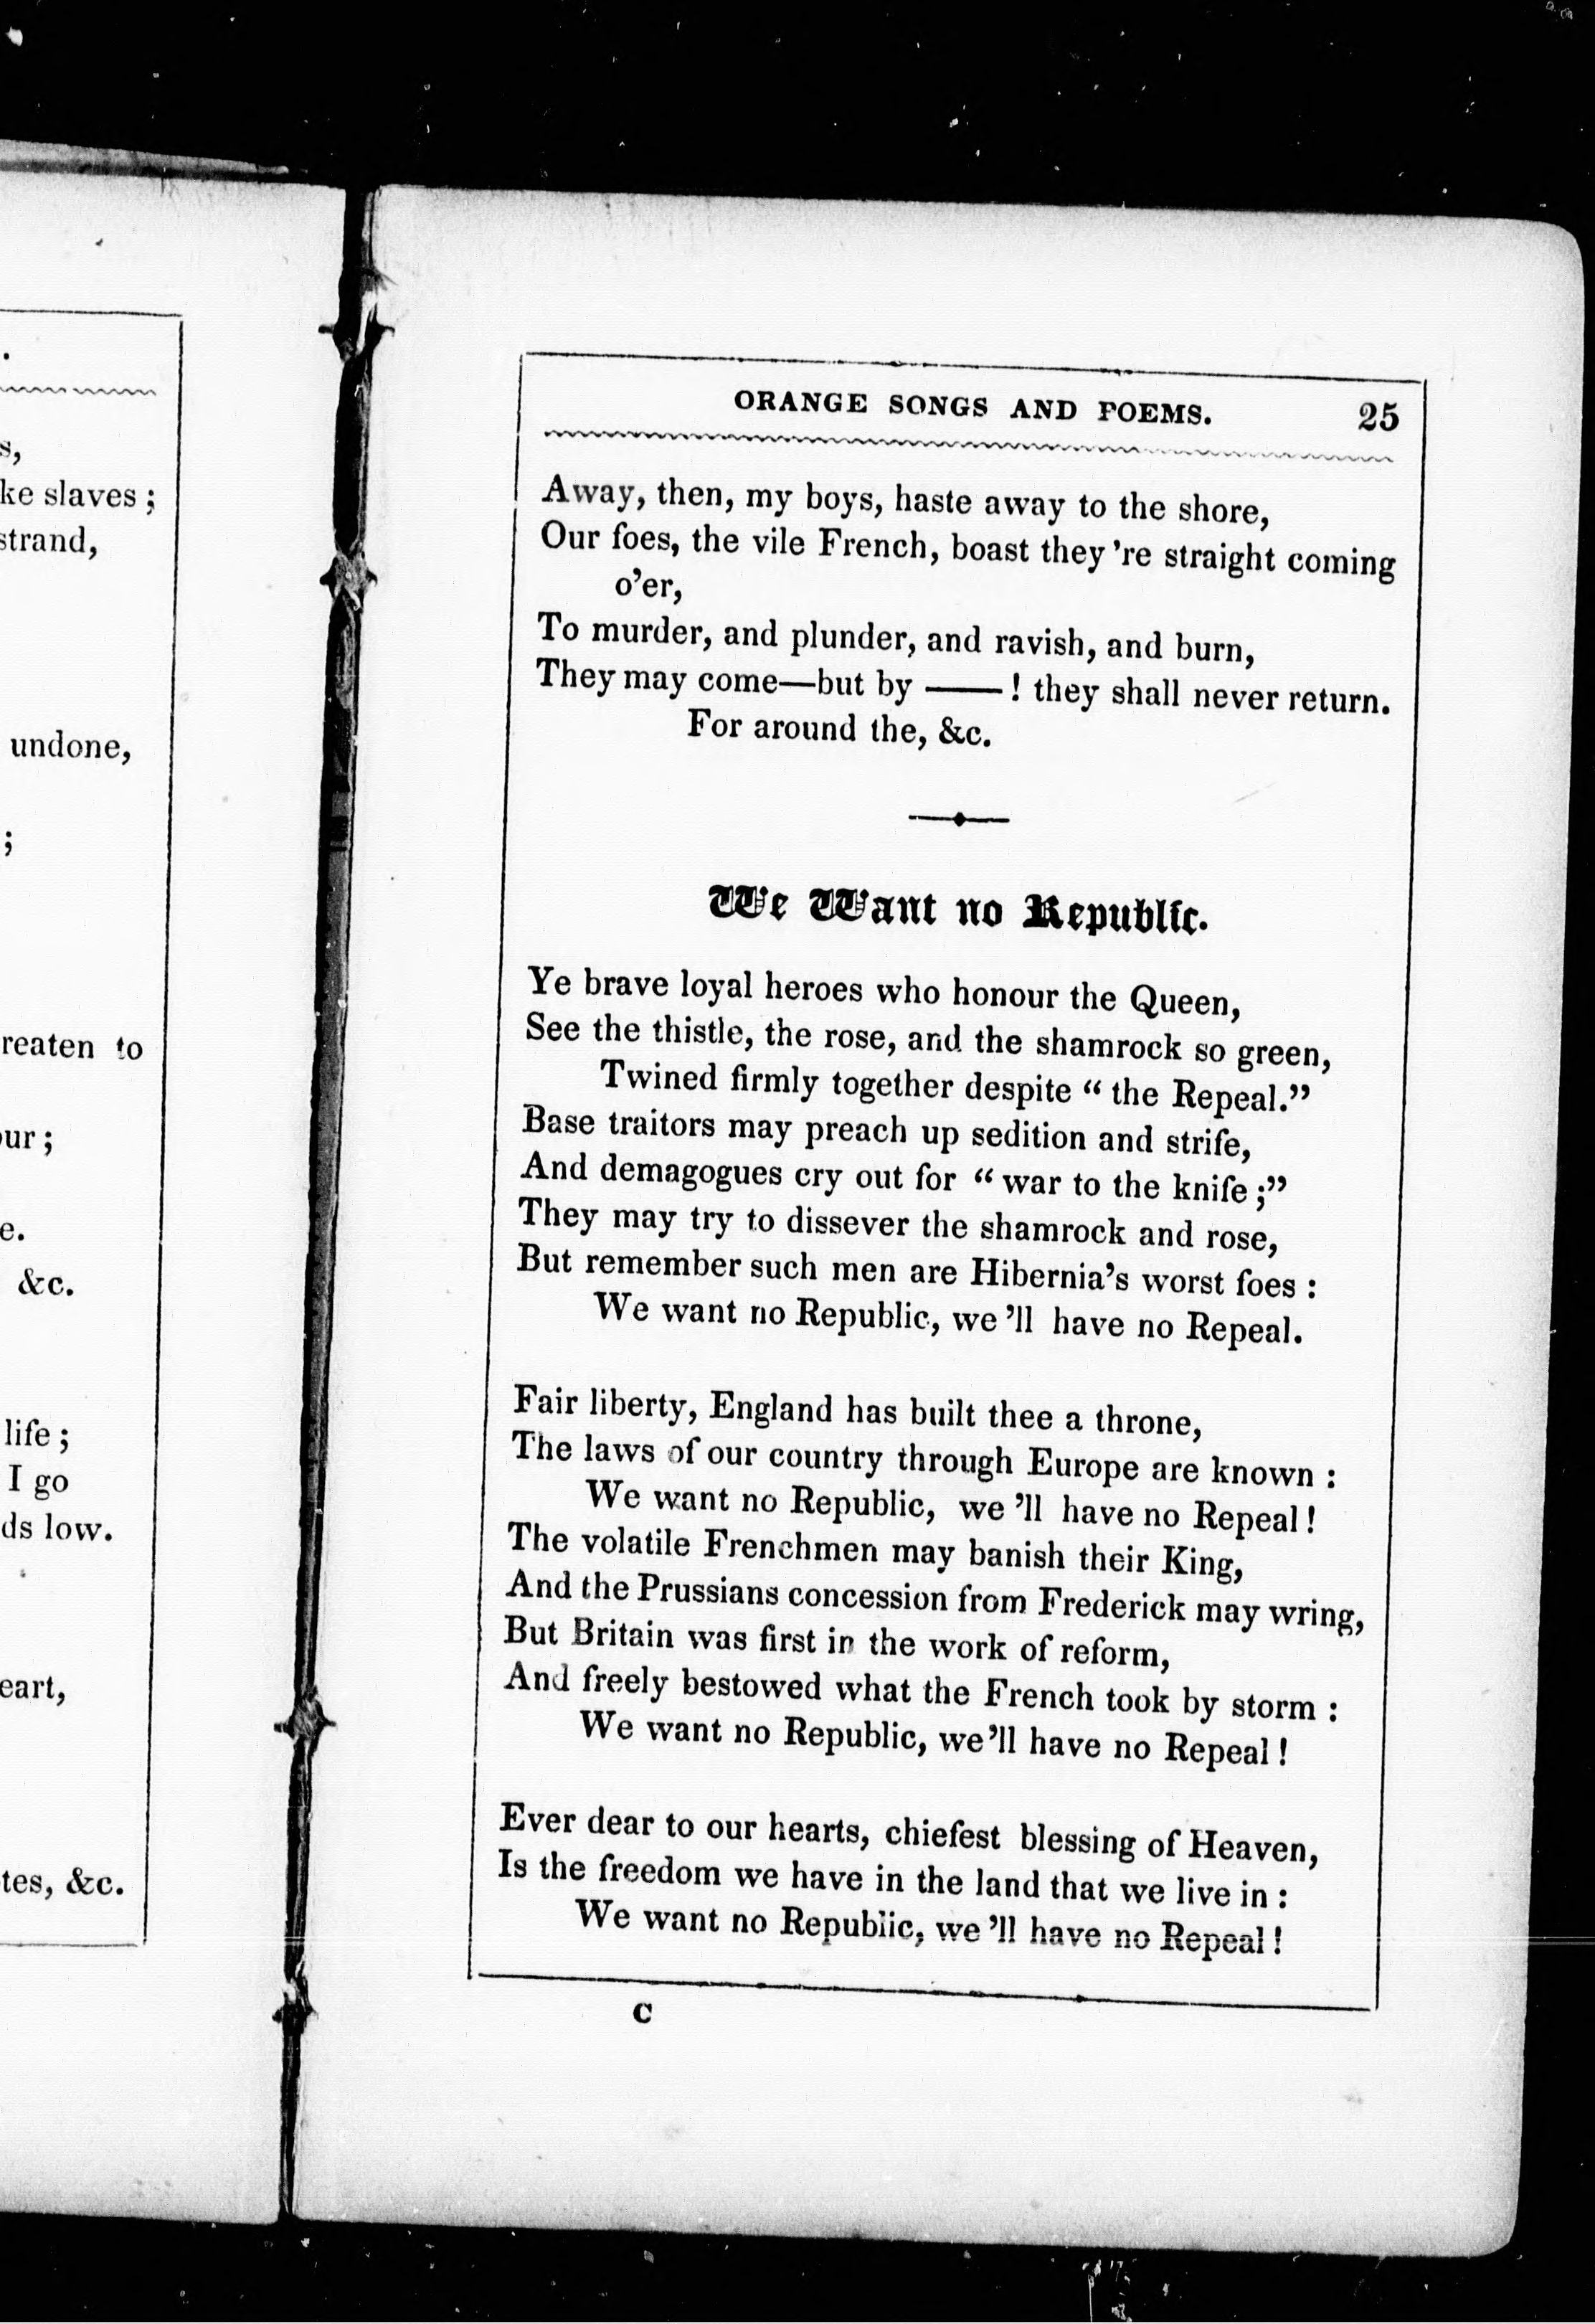 s,
ke slaves ;
strand,
undone,
;
reaten to
our ;
e.
&c.
life ;
I go
ds low.
eart,
tes, &c.
ORANGE SONGS AND POEMS. 25
Away, then, my boys, haste away to the shore,
Our foes, the vile French, boast they 're straight coming
o'er,
To murder, and plunder, and ravish, and burn,
They may come—but by ——! they shall never return.
For around the, &c.
We Want no Republic.
Ye brave loyal heroes who honour the Queen,
See the thistle, the rose, and the shamrock so green,
Twined firmly together despite “ the Repeal.”
Base traitors may preach up sedition and strife,
And demagogues cry out for “ war to the knife ;”
They may try to dissever the shamrock and rose,
But remember such men are Hibernia's worst foes :
We want no Republic, we 'll have no Repeal.
Fair liberty, England has built thee a throne,
The laws of our country through Europe are known :
We want no Republic, we 'll have no Repeal !
The volatile Frenchmen may banish their King,
And the Prussians concession from Frederick may wring,
But Britain was first in the work of reform,
And freely bestowed what the French took by storm :
We want no Republic, we'll have no Repeal !
Ever dear to our hearts, chiefest blessing of Heaven,
Is the freedom we have in the land that we live in :
We want no Republic, we 'll have no Repeal !
C